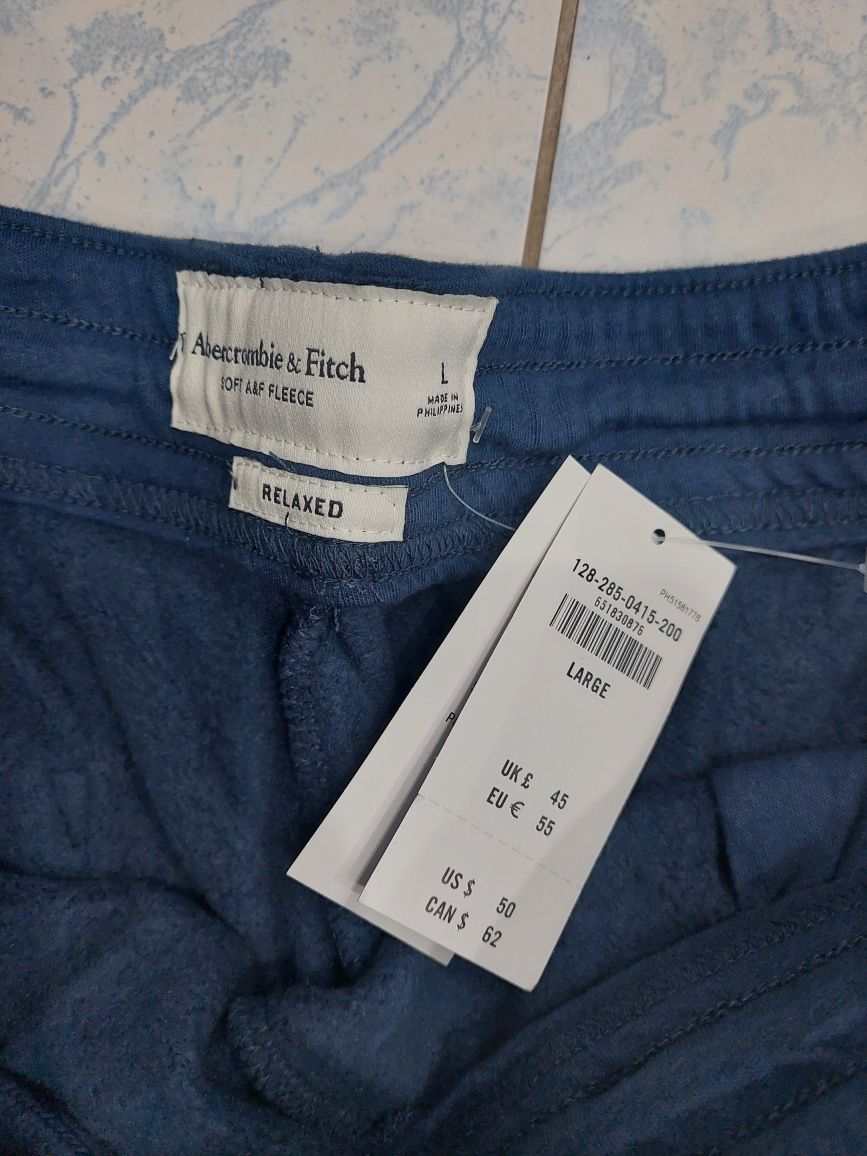 Abercrombie & Fitch
SOFT A&F FLEECE
L
MADE IN
PHILIPPINES
RELAXED
PH51581778
128-285-0415-200
651830876
LARGE
UK £ 45
EU € 55
US $ 50
CAN $ 62